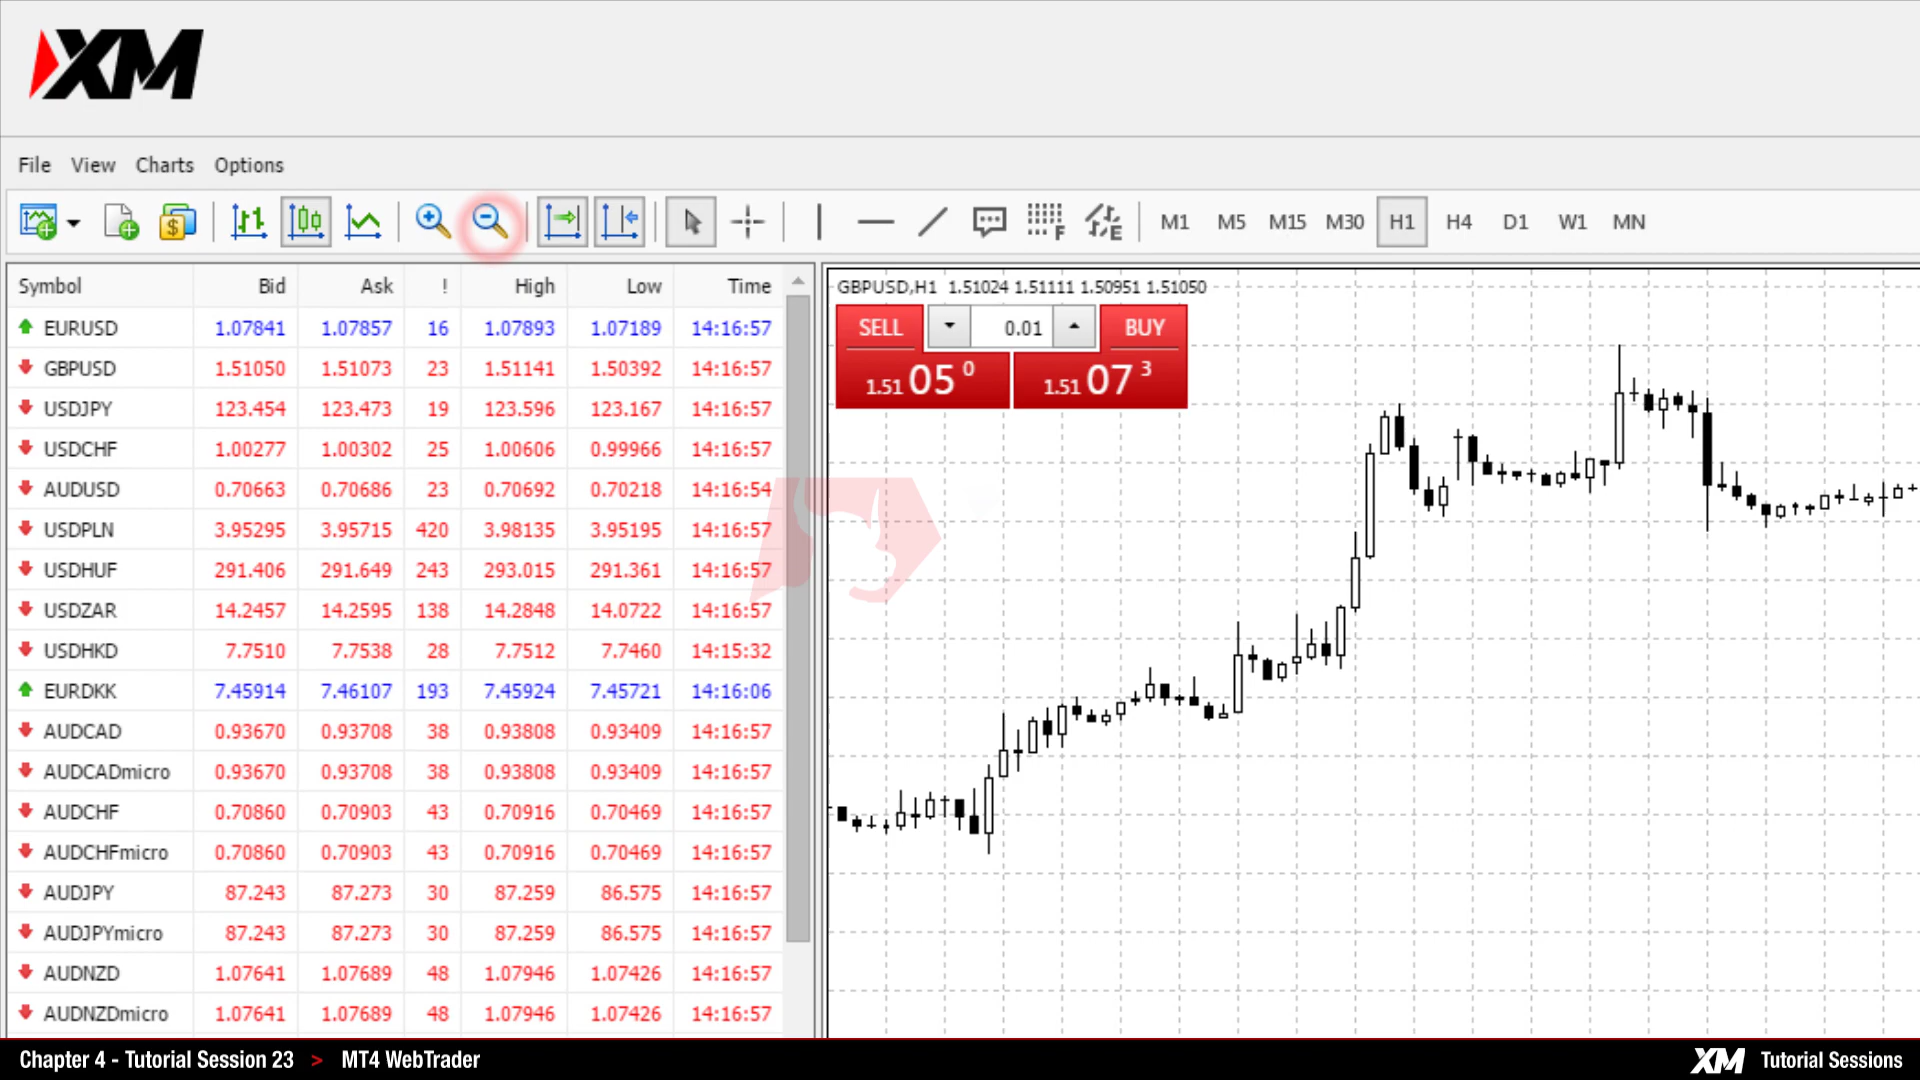 XM
File View Charts Options
M1 M5 M15 M30 H1 H4 D1 W1 MN
Symbol Bid Ask ! High Low Time
EURUSD 1.07841 1.07857 16 1.07893 1.07189 14:16:57
GBPUSD 1.51050 1.51073 23 1.51141 1.50392 14:16:57
USDJPY 123.454 123.473 19 123.596 123.167 14:16:57
USDCHF 1.00277 1.00302 25 1.00606 0.99966 14:16:57
AUDUSD 0.70663 0.70686 23 0.70692 0.70218 14:16:54
USDPLN 3.95295 3.95715 420 3.98135 3.95195 14:16:57
USDHUF 291.406 291.649 243 293.015 291.361 14:16:57
USDZAR 14.2457 14.2595 138 14.2848 14.0722 14:16:57
USDHKD 7.7510 7.7538 28 7.7512 7.7460 14:15:32
EURDKK 7.45914 7.46107 193 7.45924 7.45721 14:16:06
AUDCAD 0.93670 0.93708 38 0.93808 0.93409 14:16:57
AUDCADmicro 0.93670 0.93708 38 0.93808 0.93409 14:16:57
AUDCHF 0.70860 0.70903 43 0.70916 0.70469 14:16:57
AUDCHFmicro 0.70860 0.70903 43 0.70916 0.70469 14:16:57
AUDJPY 87.243 87.273 30 87.259 86.575 14:16:57
AUDJPYmicro 87.243 87.273 30 87.259 86.575 14:16:57
AUDNZD 1.07641 1.07689 48 1.07946 1.07426 14:16:57
AUDNZDmicro 1.07641 1.07689 48 1.07946 1.07426 14:16:57
GBPUSD,H1 1.51024 1.51111 1.50951 1.51050
SELL 0.01 BUY
1.51 05 0 1.51 07 3
Chapter 4 - Tutorial Session 23 > MT4 WebTrader
XM Tutorial Sessions